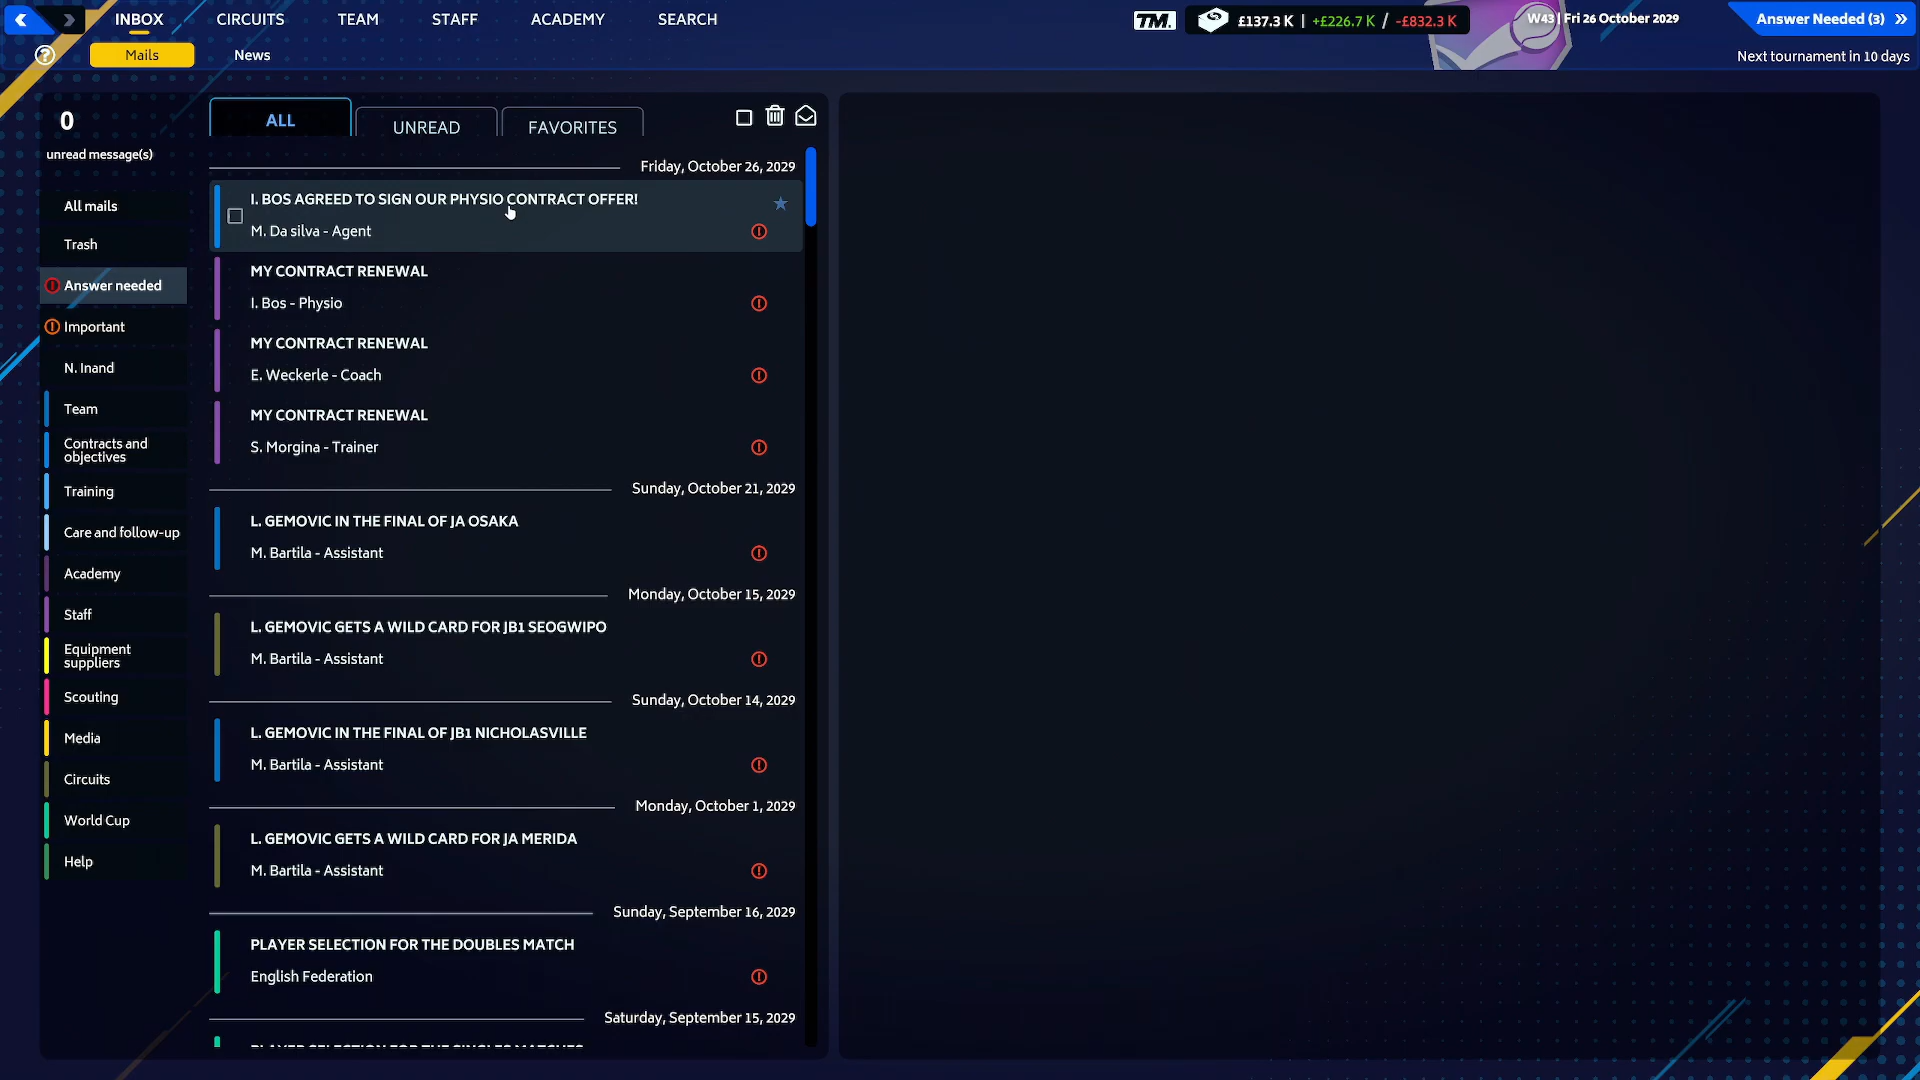 INBOX
CIRCUITS
TEAM
STAFF
ACADEMY
SEARCH
TM.
£137.3 K | +£226.7 K / -£832.3 K
W43 | Fri 26 October 2029
Answer Needed (3)
Mails
News
Next tournament in 10 days
0
unread message(s)
All mails
Trash
Answer needed
Important
N. Inand
Team
Contracts and
objectives
Training
Care and follow-up
Academy
Staff
Equipment
suppliers
Scouting
Media
Circuits
World Cup
Help
ALL
UNREAD
FAVORITES
Friday, October 26, 2029
I. BOS AGREED TO SIGN OUR PHYSIO CONTRACT OFFER!
M. Da silva - Agent
MY CONTRACT RENEWAL
I. Bos - Physio
MY CONTRACT RENEWAL
E. Weckerle - Coach
MY CONTRACT RENEWAL
S. Morgina - Trainer
Sunday, October 21, 2029
L. GEMOVIC IN THE FINAL OF JA OSAKA
M. Bartila - Assistant
Monday, October 15, 2029
L. GEMOVIC GETS A WILD CARD FOR JB1 SEOGWIPO
M. Bartila - Assistant
Sunday, October 14, 2029
L. GEMOVIC IN THE FINAL OF JB1 NICHOLASVILLE
M. Bartila - Assistant
Monday, October 1, 2029
L. GEMOVIC GETS A WILD CARD FOR JA MERIDA
M. Bartila - Assistant
Sunday, September 16, 2029
PLAYER SELECTION FOR THE DOUBLES MATCH
English Federation
Saturday, September 15, 2029
PLAYER SELECTION FOR THE SINGLES MATCHES